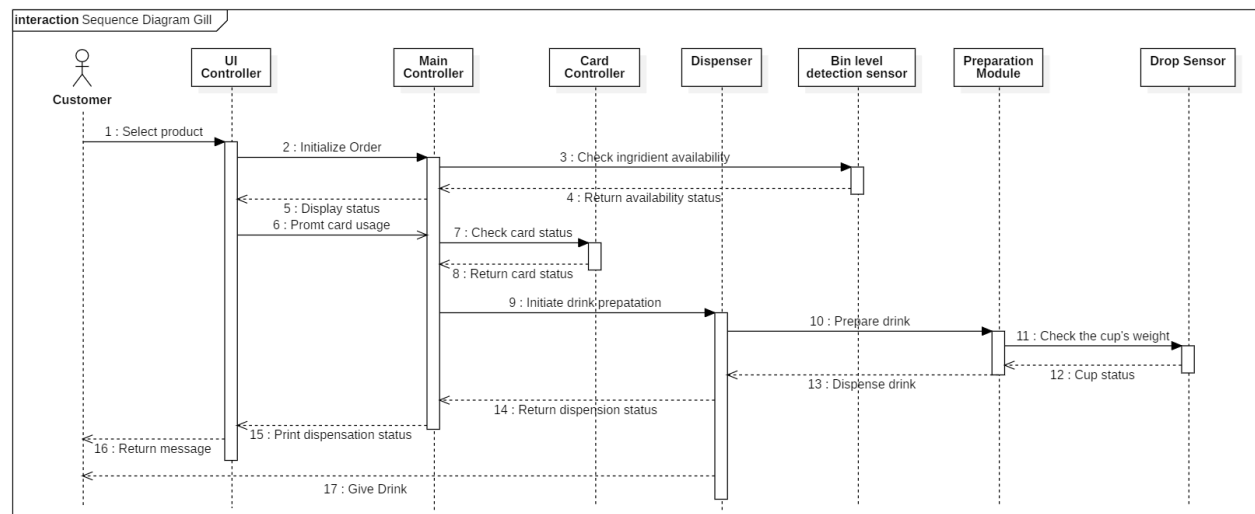 interaction Sequence Diagram Gill
Customer
UI
Controller
Main
Controller
Card
Controller
Dispenser
Bin level
detection sensor
Preparation
Module
Drop Sensor
1 : Select product
2 : Initialize Order
3 : Check ingridient availability
4 : Return availability status
5 : Display status
6 : Promt card usage
7 : Check card status
8 : Return card status
9 : Initiate drink prepatation
10 : Prepare drink
11 : Check the cup's weight
12 : Cup status
13 : Dispense drink
14 : Return dispension status
15 : Print dispensation status
16 : Return message
17 : Give Drink